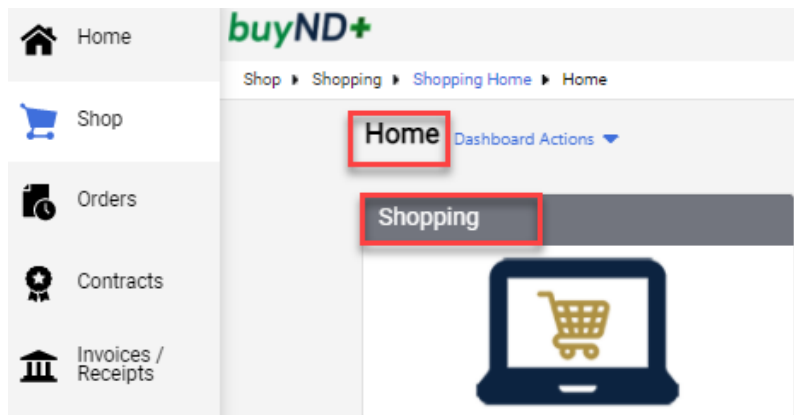 Home
Shop
Orders
Contracts
Invoices /
Receipts
buyND+
Shop ▸ Shopping ▸ Shopping Home ▸ Home
Home Dashboard Actions
Shopping